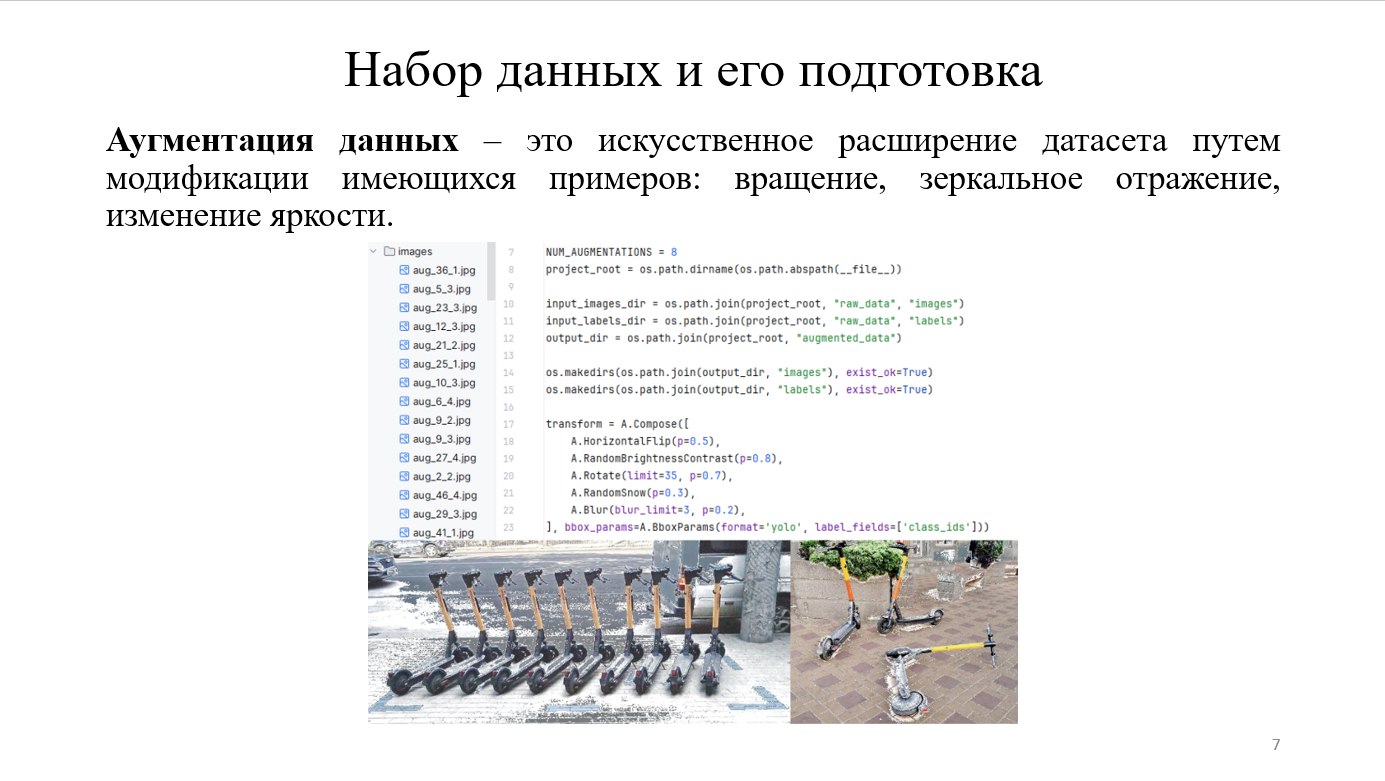 Набор данных и его подготовка
Аугментация данных – это искусственное расширение датасета путем
модификации имеющихся примеров: вращение, зеркальное отражение,
изменение яркости.
images
aug_36_1.jpg
aug_5_3.jpg
aug_23_3.jpg
aug_12_3.jpg
aug_21_2.jpg
aug_25_1.jpg
aug_10_3.jpg
aug_6_4.jpg
aug_9_2.jpg
aug_9_3.jpg
aug_27_4.jpg
aug_2_2.jpg
aug_46_4.jpg
aug_29_3.jpg
aug_41_1.jpg
7 NUM_AUGMENTATIONS = 8
8 project_root = os.path.dirname(os.path.abspath(__file__))
9
10 input_images_dir = os.path.join(project_root, "raw_data", "images")
11 input_labels_dir = os.path.join(project_root, "raw_data", "labels")
12 output_dir = os.path.join(project_root, "augmented_data")
13
14 os.makedirs(os.path.join(output_dir, "images"), exist_ok=True)
15 os.makedirs(os.path.join(output_dir, "labels"), exist_ok=True)
16
17 transform = A.Compose([
18 A.HorizontalFlip(p=0.5),
19 A.RandomBrightnessContrast(p=0.8),
20 A.Rotate(limit=35, p=0.7),
21 A.RandomSnow(p=0.3),
22 A.Blur(blur_limit=3, p=0.2),
23 ], bbox_params=A.BboxParams(format='yolo', label_fields=['class_ids']))
7